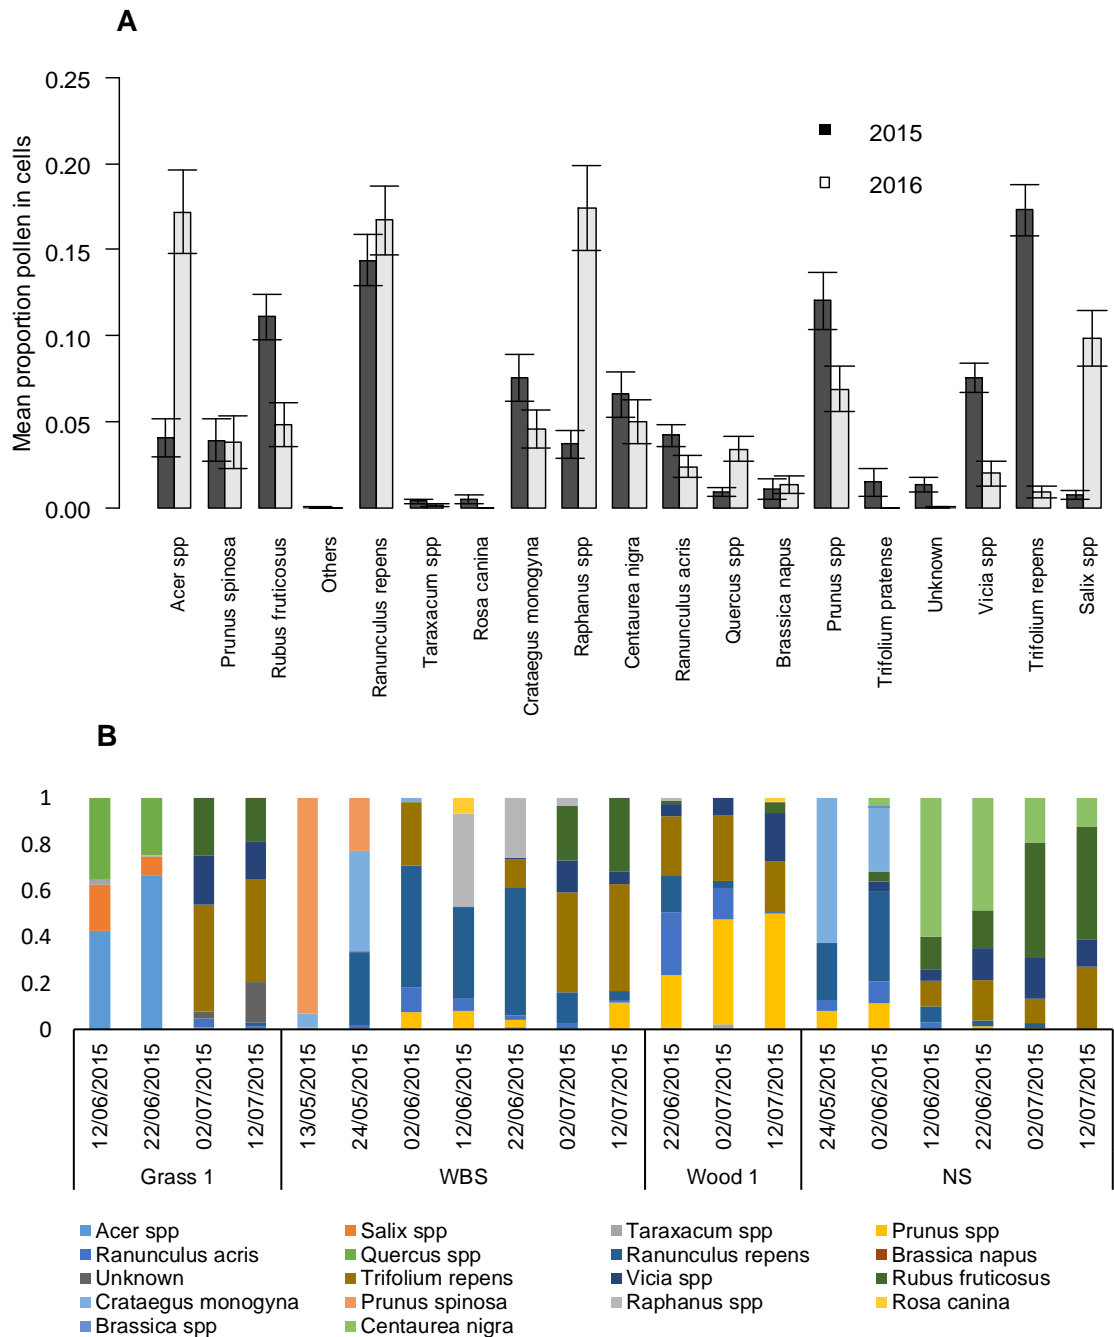 A
Mean proportion pollen in cells
0.25
0.20
0.15
0.10
0.05
0.00
2015
2016
Acer spp
Prunus spinosa
Rubus fruticosus
Others
Ranunculus repens
Taraxacum spp
Rosa canina
Crataegus monogyna
Raphanus spp
Centaurea nigra
Ranunculus acris
Quercus spp
Brassica napus
Prunus spp
Trifolium pratense
Unknown
Vicia spp
Trifolium repens
Salix spp
B
1
0.8
0.6
0.4
0.2
0
12/06/2015
22/06/2015
02/07/2015
12/07/2015
13/05/2015
24/05/2015
02/06/2015
12/06/2015
22/06/2015
02/07/2015
12/07/2015
22/06/2015
02/07/2015
12/07/2015
24/05/2015
02/06/2015
12/06/2015
22/06/2015
02/07/2015
12/07/2015
Grass 1 WBS Wood 1 NS
Acer spp Salix spp Taraxacum spp Prunus spp
Ranunculus acris Quercus spp Ranunculus repens Brassica napus
Unknown Trifolium repens Vicia spp Rubus fruticosus
Crataegus monogyna Prunus spinosa Raphanus spp Rosa canina
Brassica spp Centaurea nigra